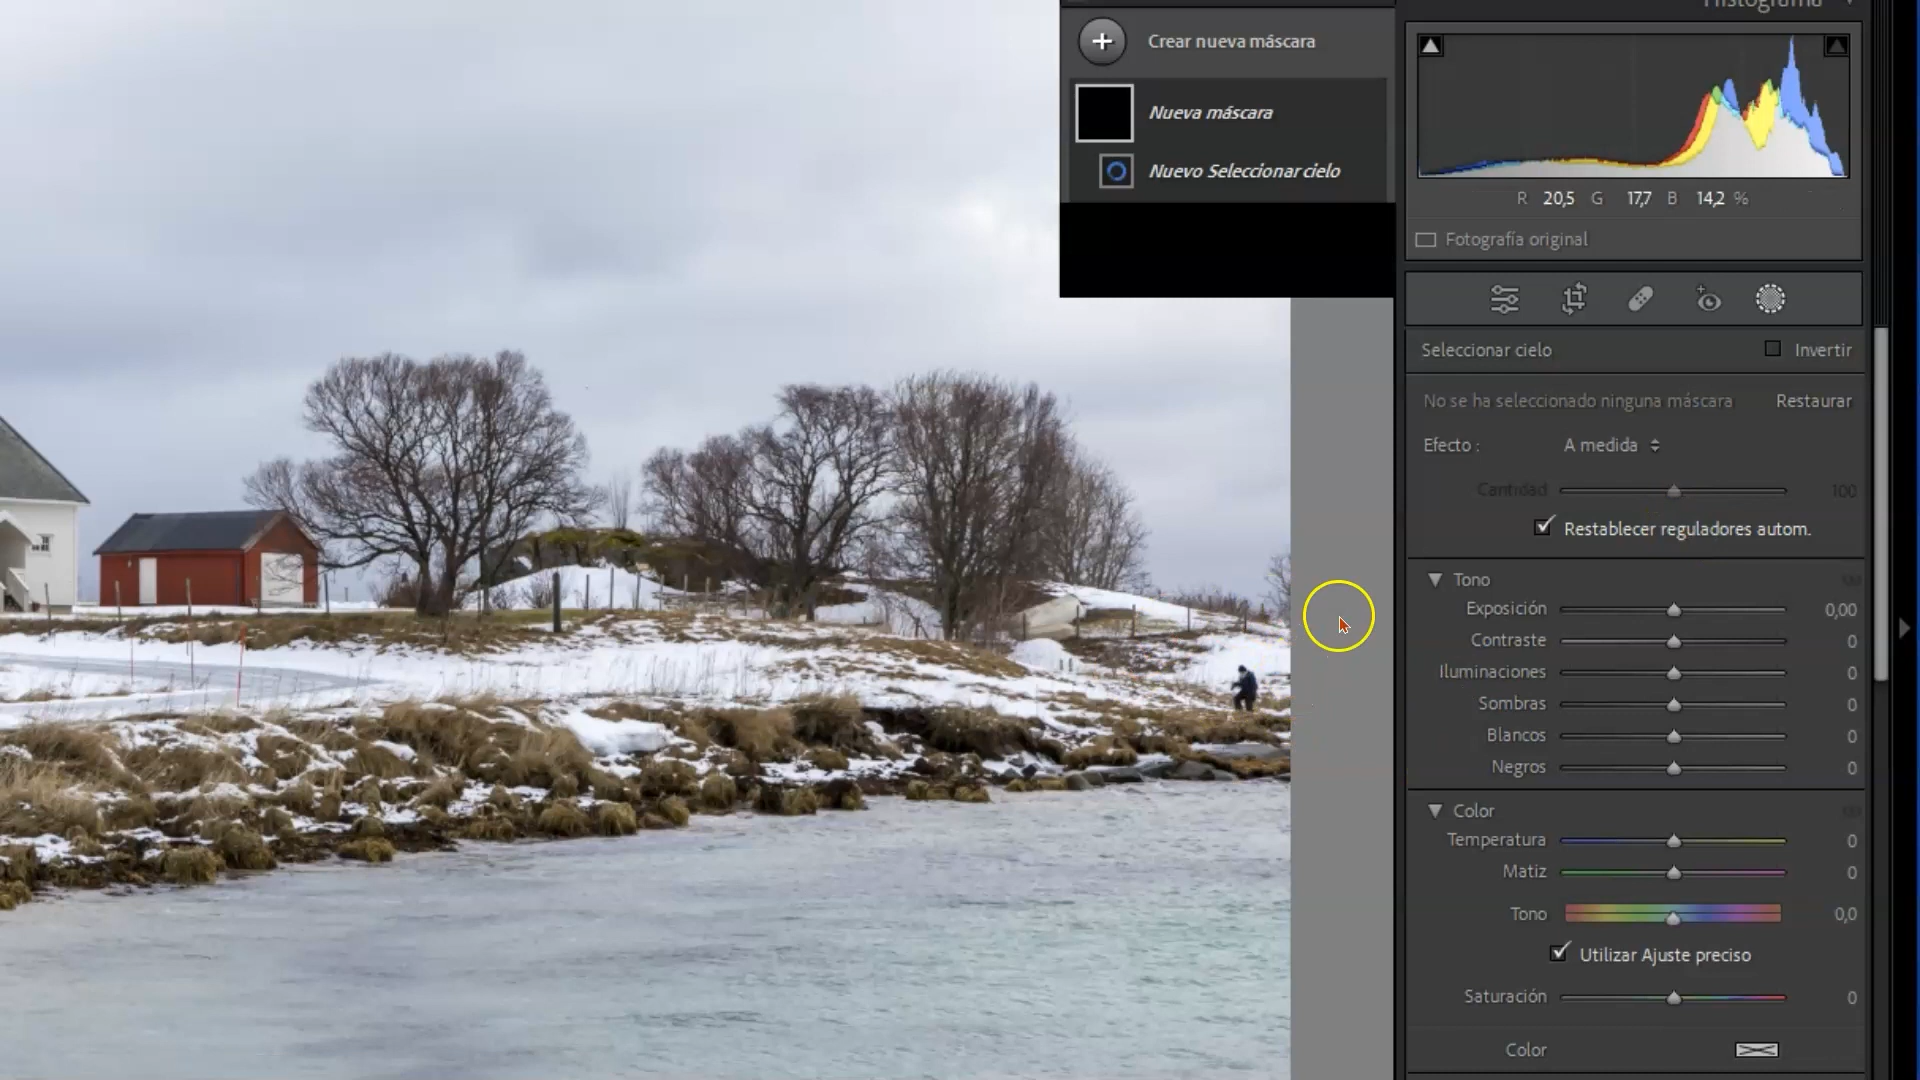 Histograma
Crear nueva máscara
Nueva máscara
Nuevo Seleccionar cielo
R 20,5 G 17,7 B 14,2 %
Fotografía original
Seleccionar cielo Invertir
No se ha seleccionado ninguna máscara Restaurar
Efecto : A medida
Cantidad 100
Restablecer reguladores autom.
Tono
Exposición 0,00
Contraste 0
Iluminaciones 0
Sombras 0
Blancos 0
Negros 0
Color
Temperatura 0
Matiz 0
Tono 0,0
Utilizar Ajuste preciso
Saturación 0
Color